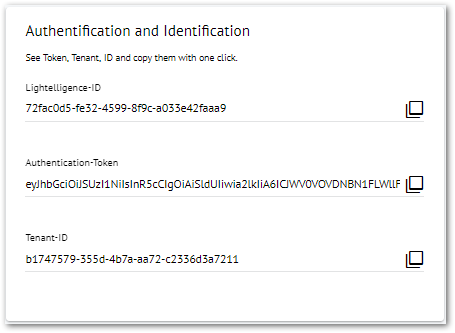 Authentification and Identification
See Token, Tenant, ID and copy them with one click.
Lightelligence-ID
72fac0d5-fe32-4599-8f9c-a033e42faaa9
Authentication-Token
eyJhbGciOiJSUzI1NiIsInR5cCIgOiAiSldUIiwia2lkIiA6ICJWV0VOVDNBN1FLWllF
Tenant-ID
b1747579-355d-4b7a-aa72-c2336d3a7211